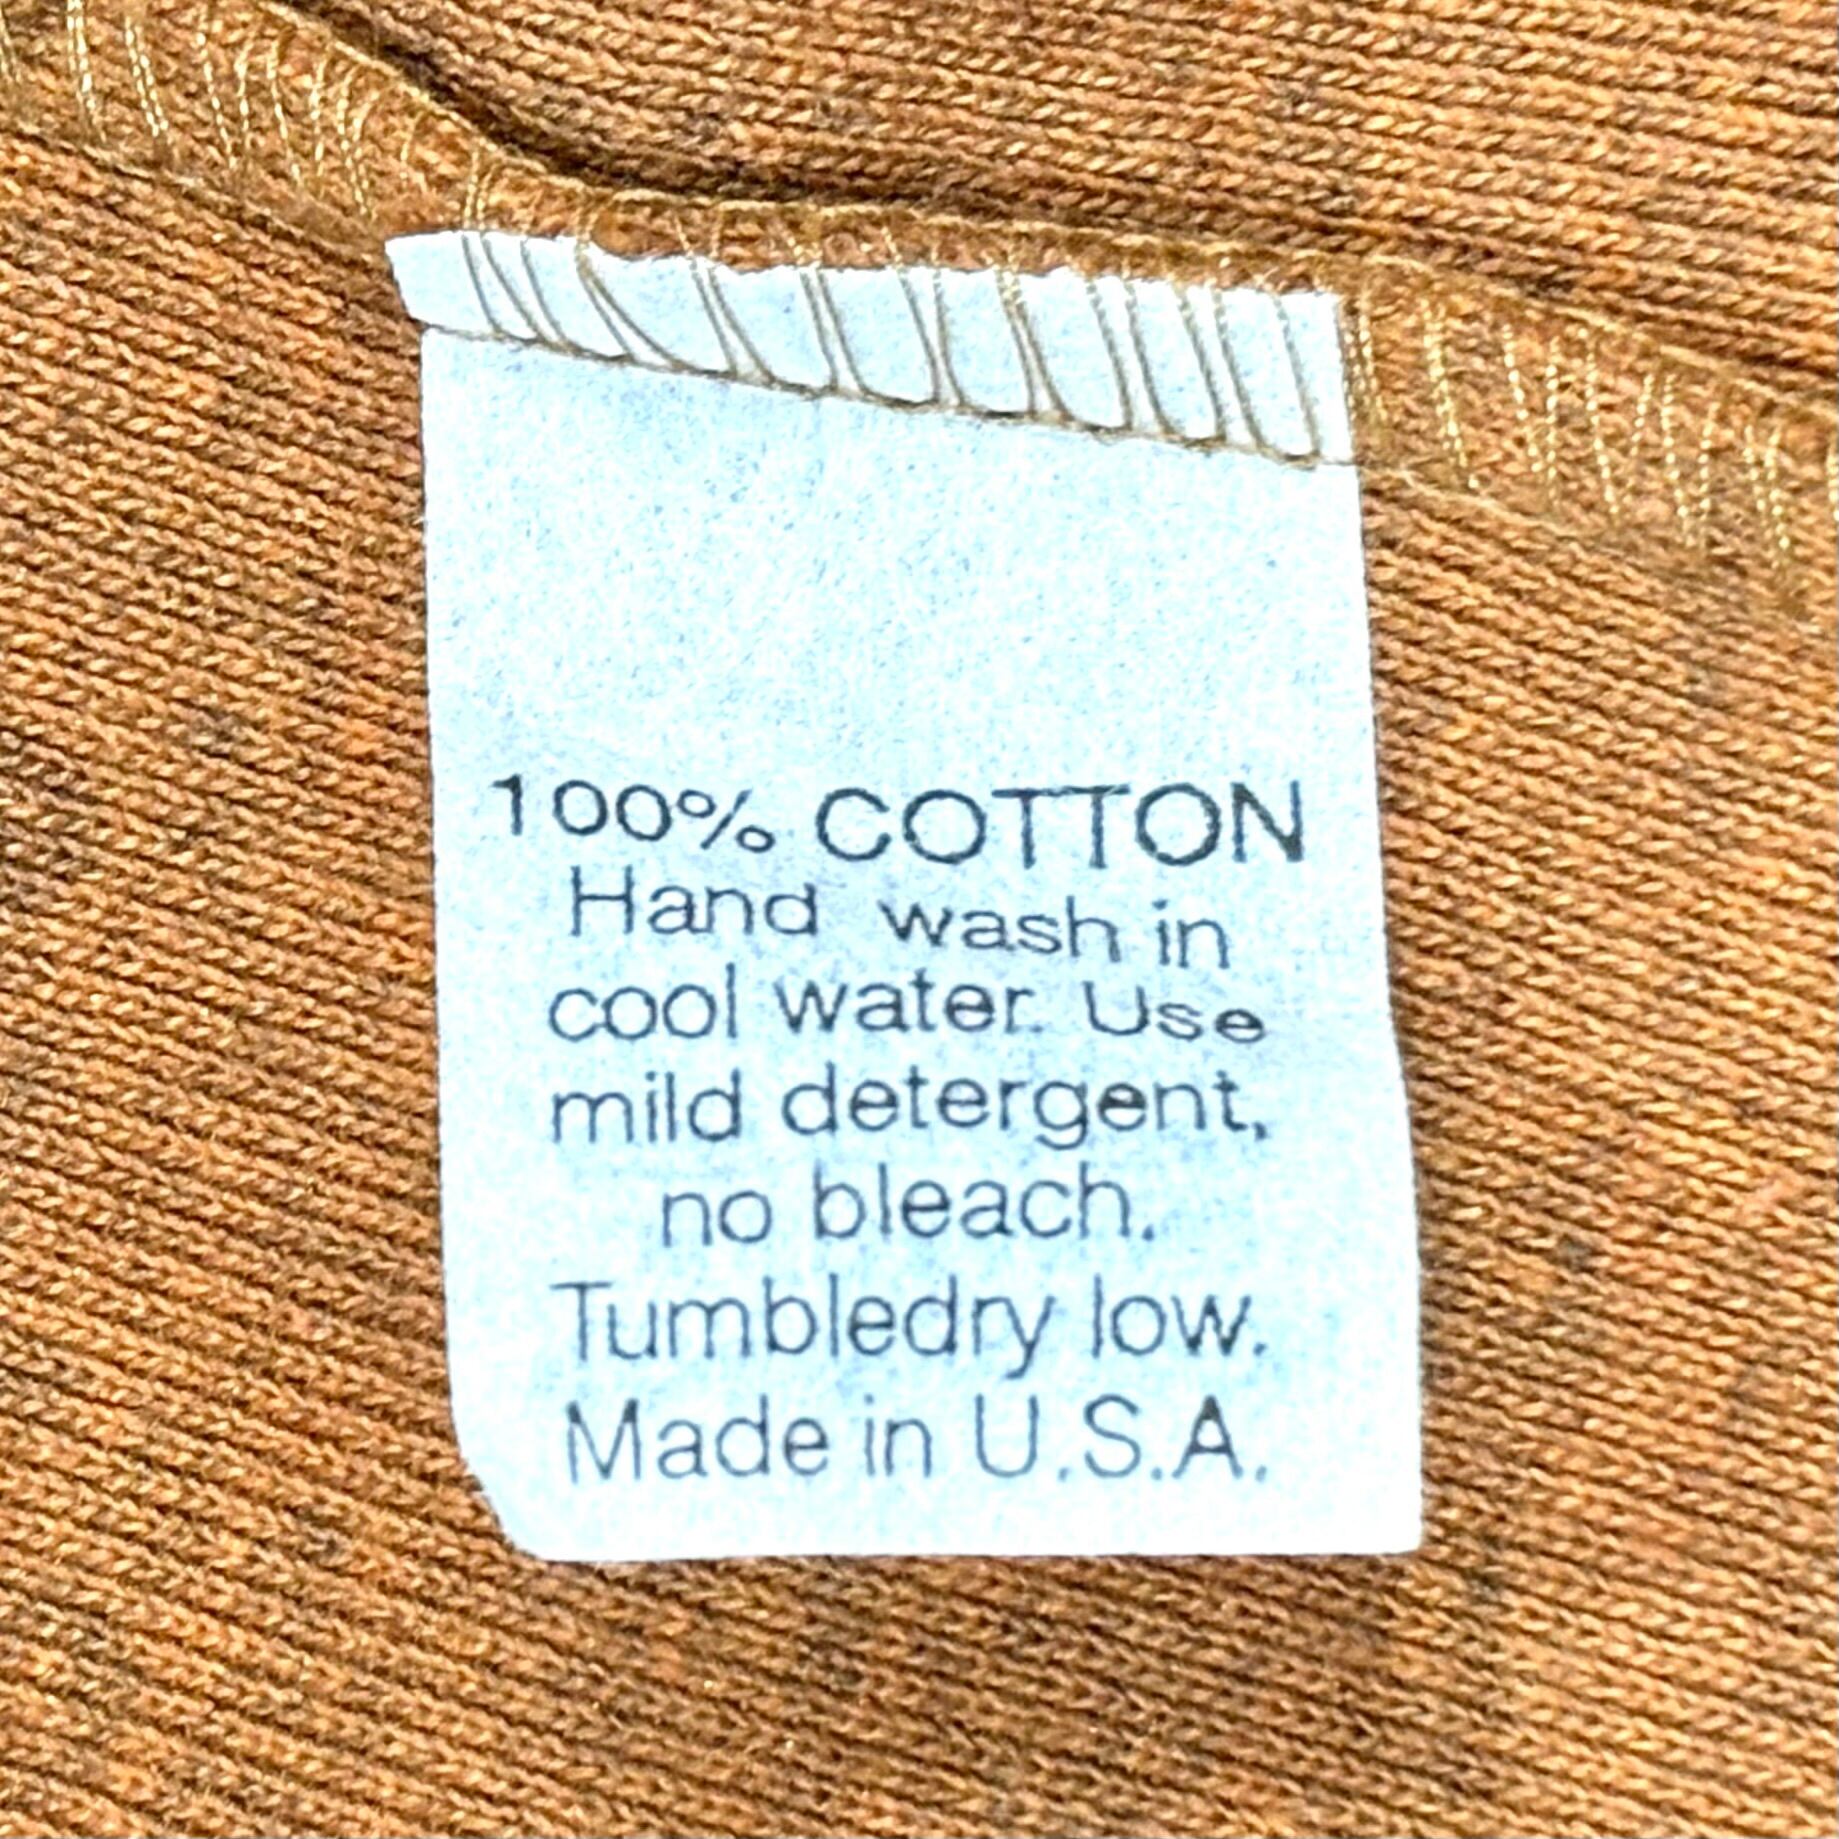 100% COTTON
Hand wash in
cool water. Use
mild detergent,
no bleach.
Tumbledry low.
Made in U.S.A.